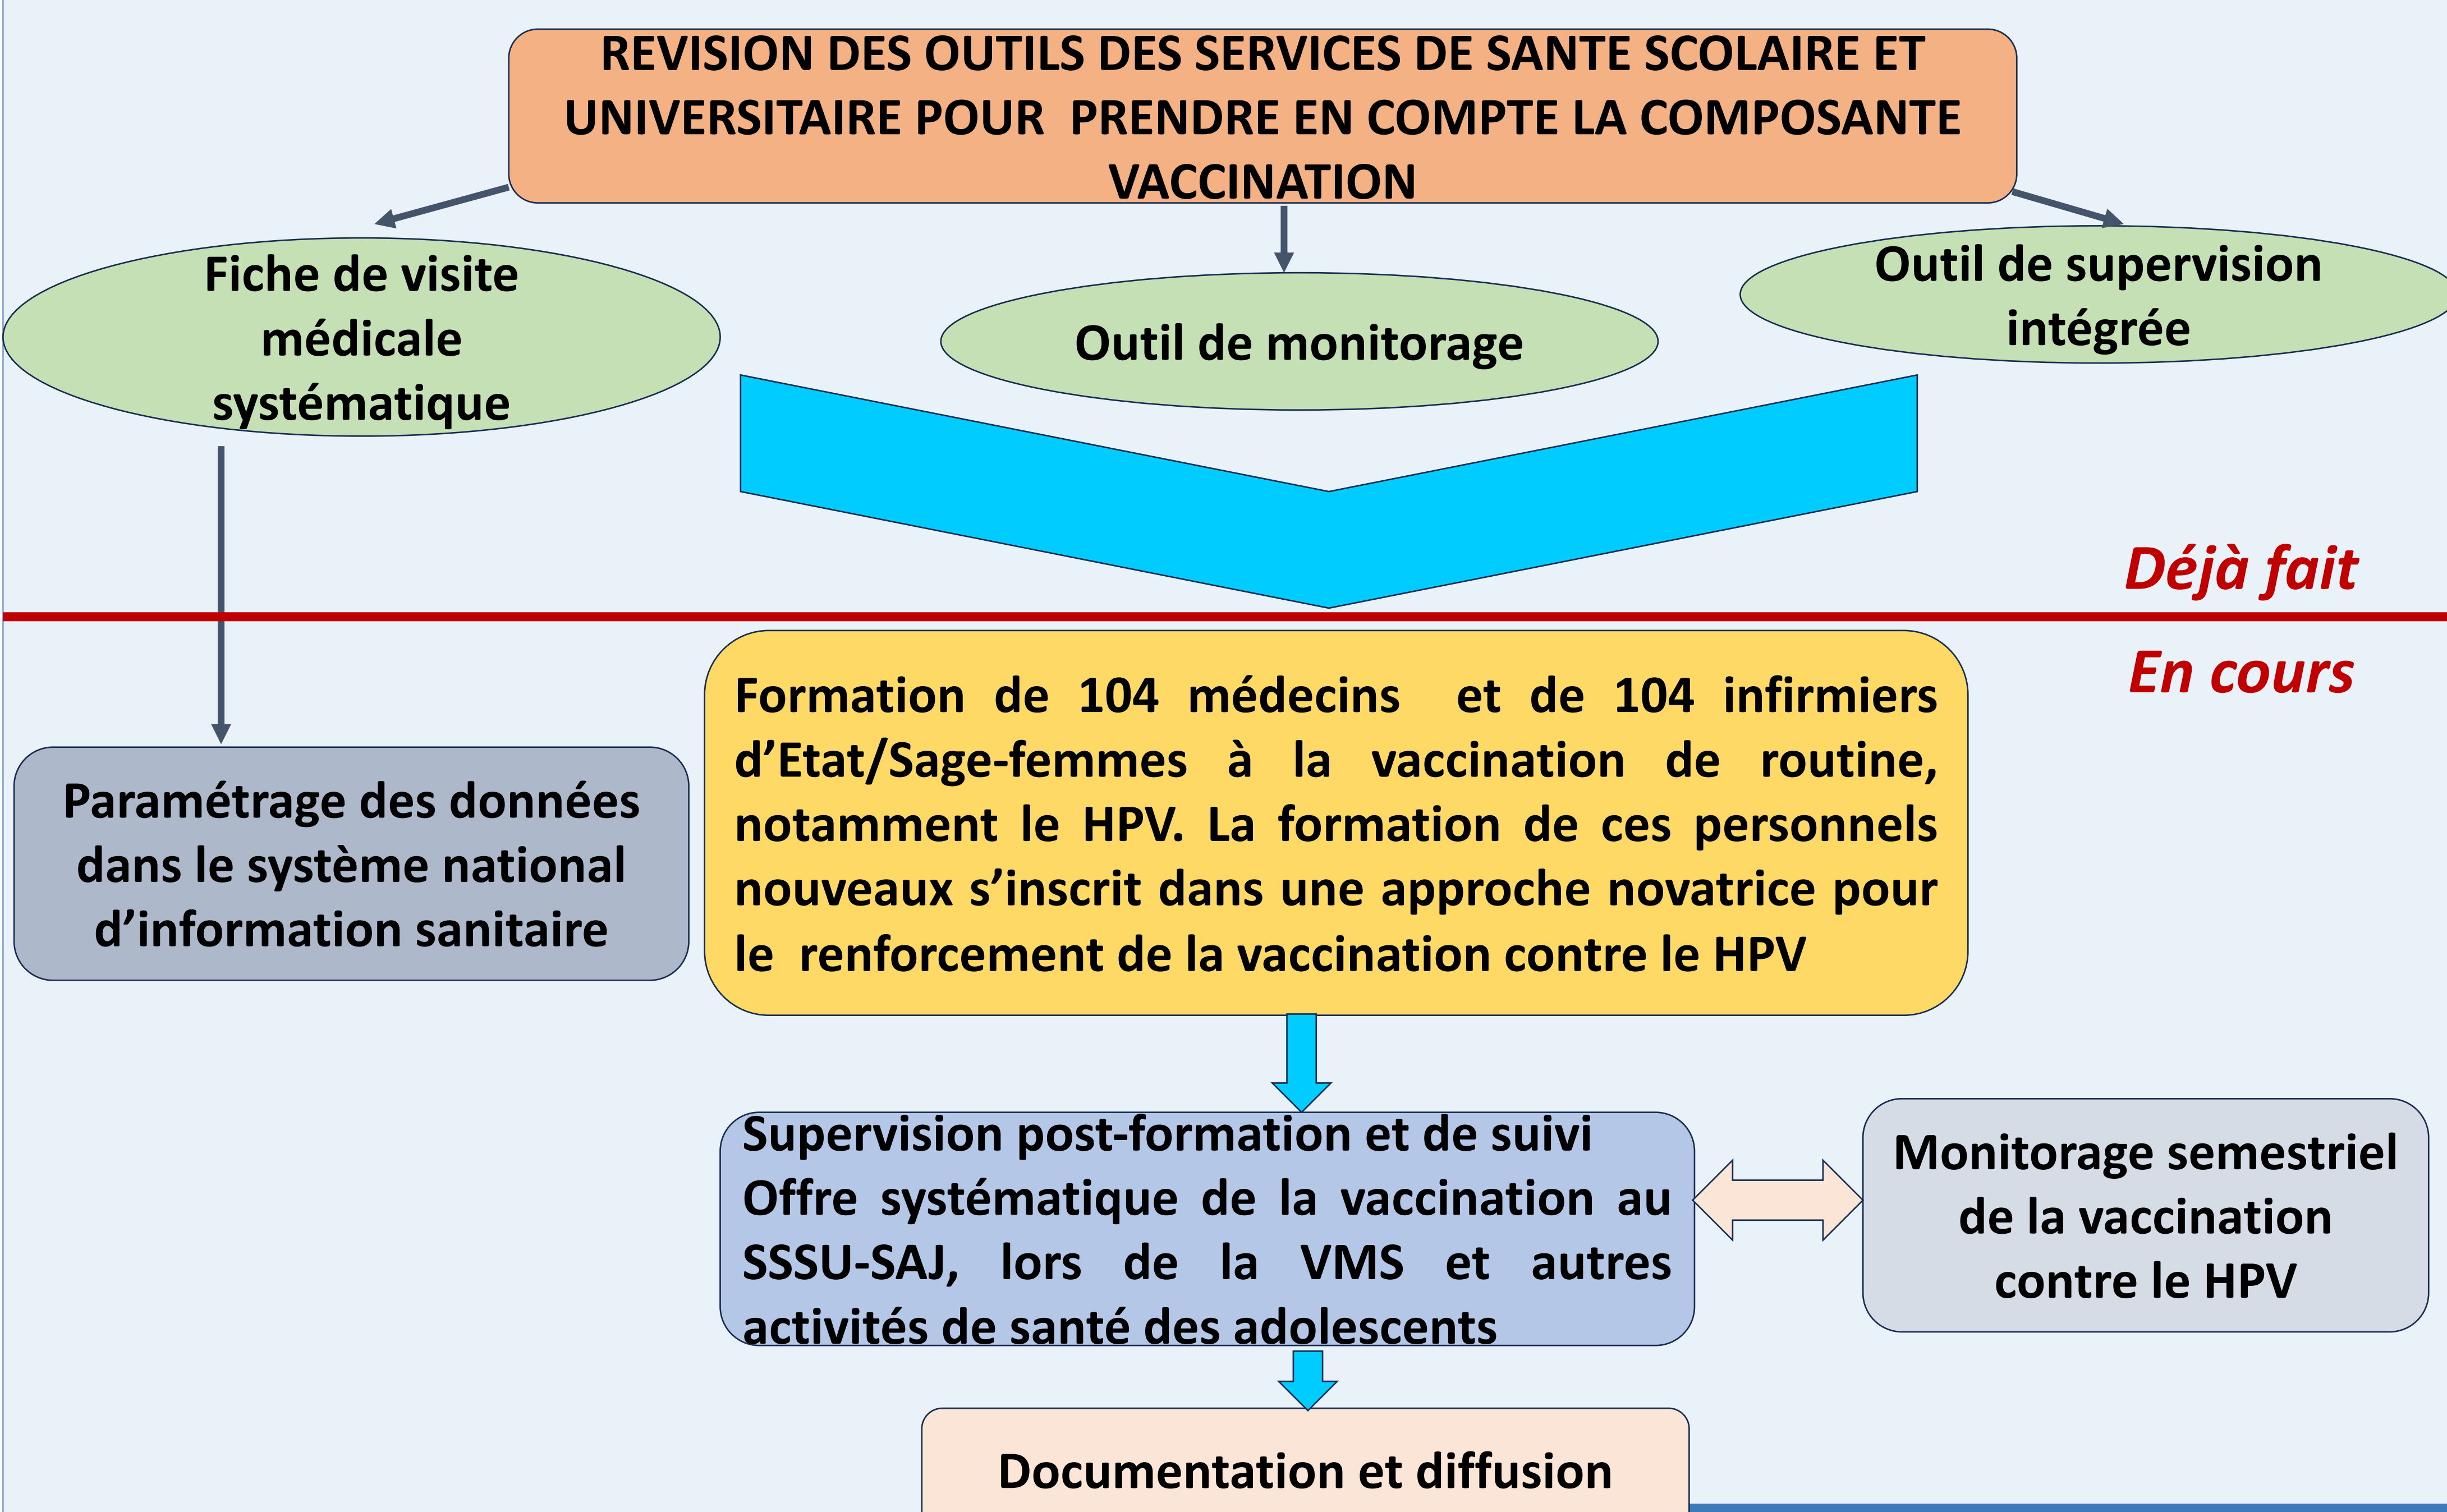 REVISION DES OUTILS DES SERVICES DE SANTE SCOLAIRE ET
UNIVERSITAIRE POUR PRENDRE EN COMPTE LA COMPOSANTE
VACCINATION
Fiche de visite
médicale
systématique
Outil de monitorage
Outil de supervision
intégrée
Déjà fait
En cours
Paramétrage des données
dans le système national
d’information sanitaire
Formation de 104 médecins et de 104 infirmiers
d’Etat/Sage-femmes à la vaccination de routine,
notamment le HPV. La formation de ces personnels
nouveaux s’inscrit dans une approche novatrice pour
le renforcement de la vaccination contre le HPV
Supervision post-formation et de suivi
Offre systématique de la vaccination au
SSSU-SAJ, lors de la VMS et autres
activités de santé des adolescents
Monitorage semestriel
de la vaccination
contre le HPV
Documentation et diffusion